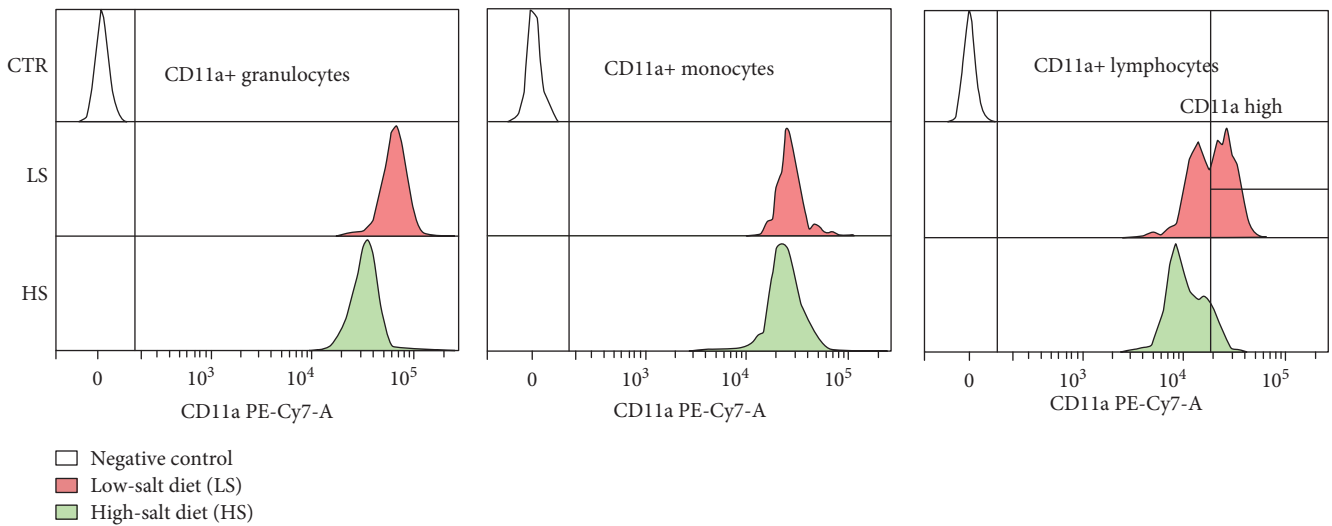 CTR
LS
HS
CD11a+ granulocytes
0 10³ 10⁴ 10⁵
CD11a PE-Cy7-A
CD11a+ monocytes
0 10³ 10⁴ 10⁵
CD11a PE-Cy7-A
CD11a+ lymphocytes
CD11a high
0 10³ 10⁴ 10⁵
CD11a PE-Cy7-A
Negative control
Low-salt diet (LS)
High-salt diet (HS)